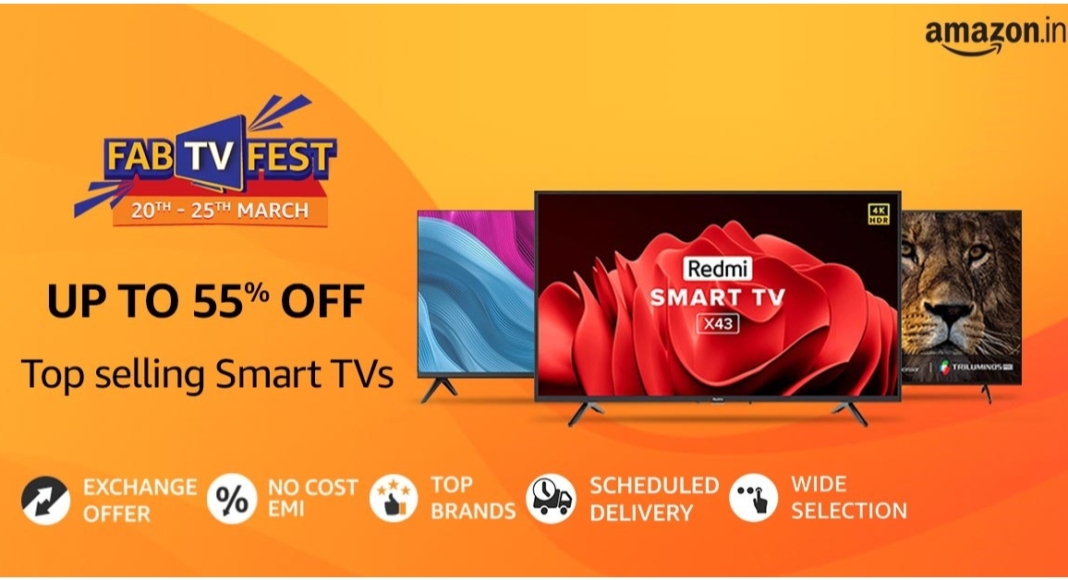 amazon.in
FAB TV FEST
20TH - 25TH MARCH
UP TO 55% OFF
Top selling Smart TVs
4K
HDR
Redmi
SMART TV
X43
Redmi
TRILUMINOS
EXCHANGE
OFFER
%
NO COST
EMI
TOP
BRANDS
SCHEDULED
DELIVERY
WIDE
SELECTION